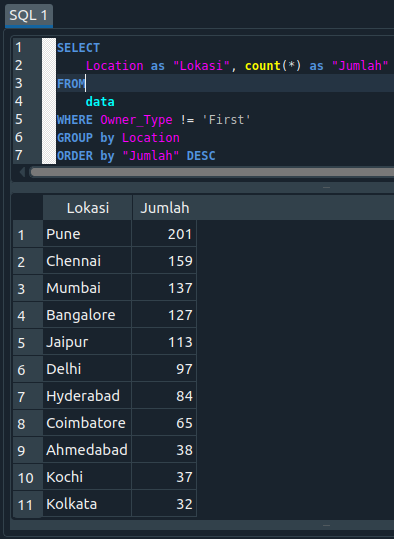 SQL 1
1 SELECT
2 Location as "Lokasi", count(*) as "Jumlah"
3 FROM
4 data
5 WHERE Owner_Type != 'First'
6 GROUP by Location
7 ORDER by "Jumlah" DESC
Lokasi Jumlah
1 Pune 201
2 Chennai 159
3 Mumbai 137
4 Bangalore 127
5 Jaipur 113
6 Delhi 97
7 Hyderabad 84
8 Coimbatore 65
9 Ahmedabad 38
10 Kochi 37
11 Kolkata 32